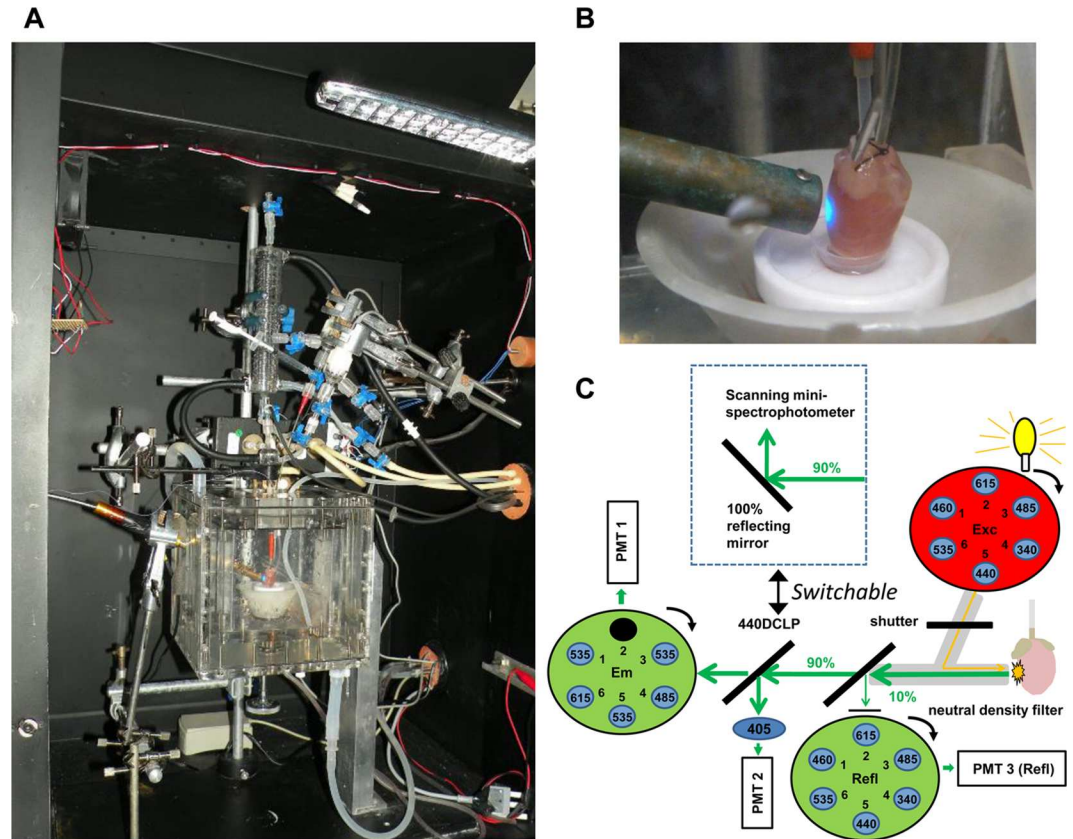 A
B
C
Scanning mini-
spectrophotometer
90%
100%
reflecting
mirror
PMT 1
Switchable
440DCLP
615
460
485
1
2
3
Exc
535
6
5
4
340
440
shutter
535
2
535
1
3
Em
615
6
5
4
485
535
90%
10%
neutral density filter
405
PMT 2
615
460
1
2
3
485
Refl
535
6
5
4
340
440
PMT 3 (Refl)